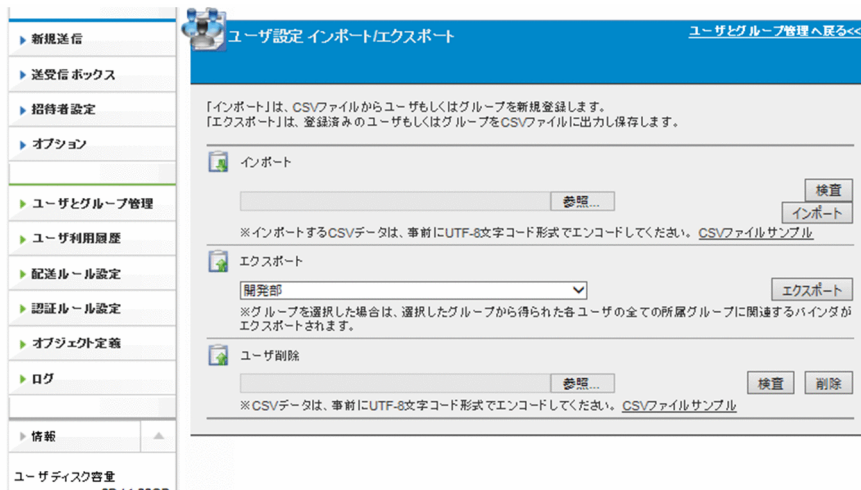 新規送信
送受信ボックス
招待者設定
オプション
ユーザとグループ管理
ユーザ利用履歴
配送ルール設定
認証ルール設定
オブジェクト定義
ログ
情報
ユーザディスク容量
ユーザ設定 インポート/エクスポート
ユーザとグループ管理へ戻る<<
「インポート」は、CSVファイルからユーザもしくはグループを新規登録します。
「エクスポート」は、登録済みのユーザもしくはグループをCSVファイルに出力し保存します。
インポート
参照...
検査
インポート
※インポートするCSVデータは、事前にUTF-8文字コード形式でエンコードしてください。 CSVファイルサンプル
エクスポート
開発部
エクスポート
※グループを選択した場合は、選択したグループから得られた各ユーザの全ての所属グループに関連するバインダが
エクスポートされます。
ユーザ削除
参照...
検査
削除
※CSVデータは、事前にUTF-8文字コード形式でエンコードしてください。 CSVファイルサンプル